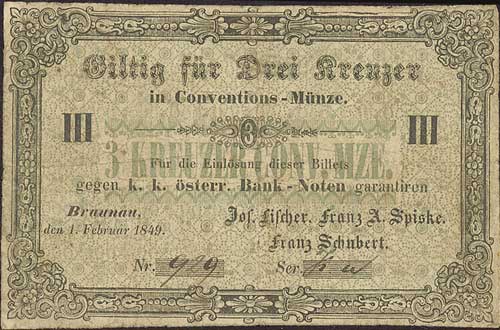 Giltig für Drei Kreuzer
in Conventions-Münze.
III 3 III
3 KREUZER CONV. MZE.
Für die Einlösung dieser Billets
gegen k. k. österr. Bank-Noten garantiren
Braunau. Jos. Fischer. Franz A. Spiske.
den 1. Februar 1849. Franz Schubert.
Nr. 929 Ser.